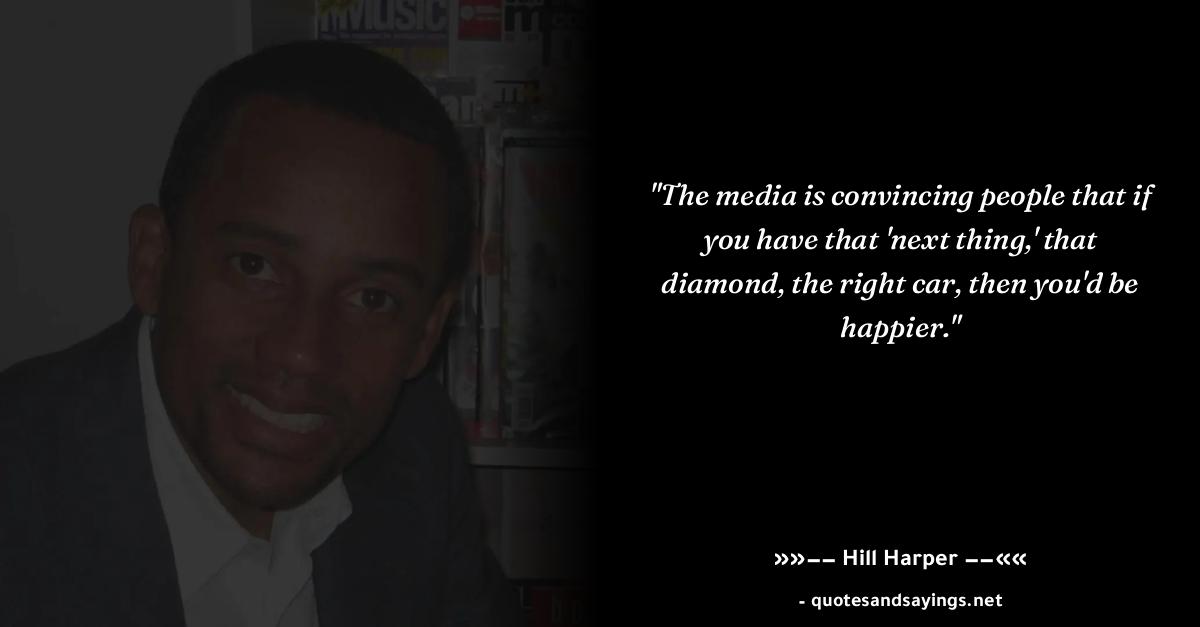 MUSIC
"The media is convincing people that if
you have that 'next thing,' that
diamond, the right car, then you'd be
happier."
»»−− Hill Harper −−««
- quotesandsayings.net